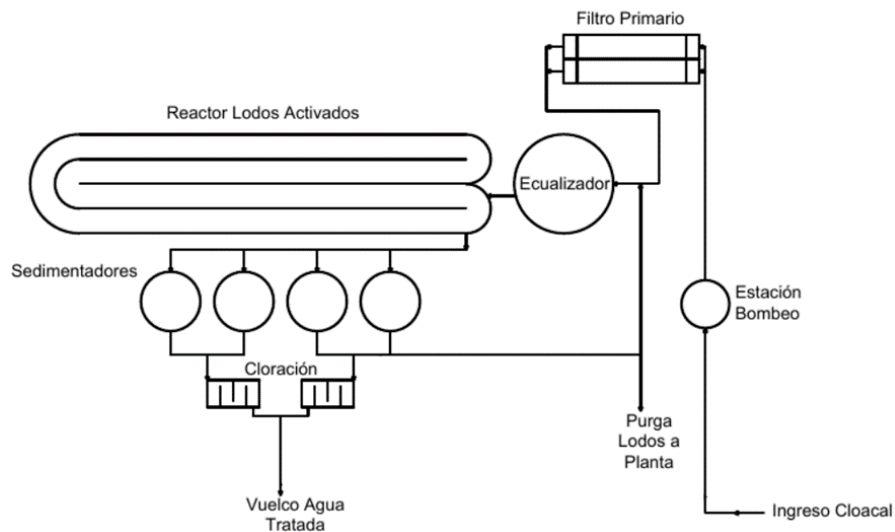 Filtro Primario
Reactor Lodos Activados
Ecualizador
Sedimentadores
Estación
Bombeo
Cloración
Purga
Lodos a
Planta
Vuelco Agua
Tratada
Ingreso Cloacal